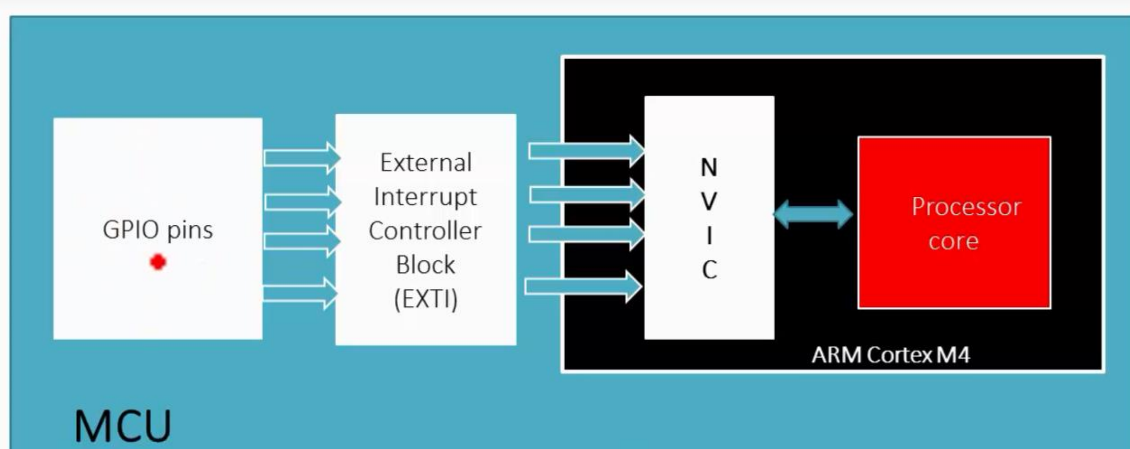 GPIO pins
External
Interrupt
Controller
Block
(EXTI)
N
V
I
C
Processor
core
ARM Cortex M4
MCU